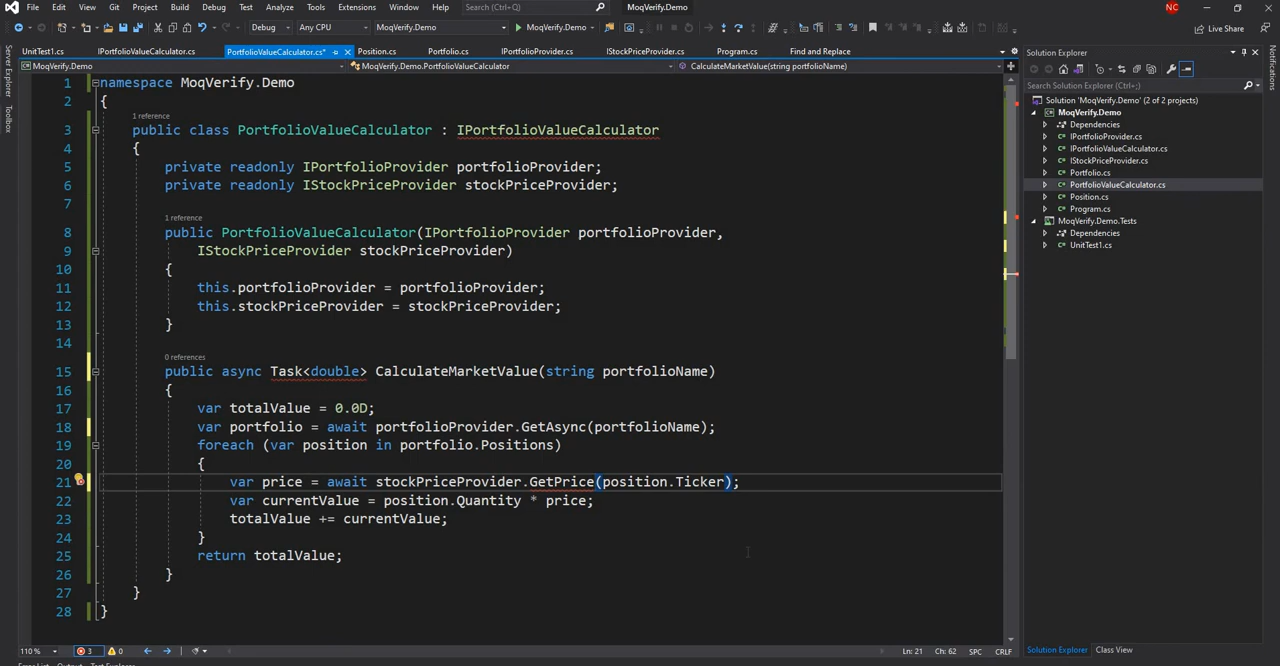 File Edit View Git Project Build Debug Test Analyze Tools Extensions Window Help Search (Ctrl+Q) MoqVerify.Demo NC
Debug Any CPU MoqVerify.Demo MoqVerify.Demo Live Share
UnitTest1.cs IPortfolioValueCalculator.cs PortfolioValueCalculator.cs* Position.cs Portfolio.cs IPortfolioProvider.cs IStockPriceProvider.cs Program.cs Find and Replace
MoqVerify.Demo MoqVerify.Demo.PortfolioValueCalculator CalculateMarketValue(string portfolioName)
Server Explorer
Toolbox
1 namespace MoqVerify.Demo
2 {
1 reference
3 public class PortfolioValueCalculator : IPortfolioValueCalculator
4 {
5 private readonly IPortfolioProvider portfolioProvider;
6 private readonly IStockPriceProvider stockPriceProvider;
7
1 reference
8 public PortfolioValueCalculator(IPortfolioProvider portfolioProvider,
9 IStockPriceProvider stockPriceProvider)
10 {
11 this.portfolioProvider = portfolioProvider;
12 this.stockPriceProvider = stockPriceProvider;
13 }
14
0 references
15 public async Task<double> CalculateMarketValue(string portfolioName)
16 {
17 var totalValue = 0.0D;
18 var portfolio = await portfolioProvider.GetAsync(portfolioName);
19 foreach (var position in portfolio.Positions)
20 {
21 var price = await stockPriceProvider.GetPrice(position.Ticker);
22 var currentValue = position.Quantity * price;
23 totalValue += currentValue;
24 }
25 return totalValue;
26 }
27 }
28 }
110 % 3 0 Ln: 21 Ch: 62 SPC CRLF
Error List Output Test Explorer
Solution Explorer
Search Solution Explorer (Ctrl+;)
Solution 'MoqVerify.Demo' (2 of 2 projects)
MoqVerify.Demo
Dependencies
IPortfolioProvider.cs
IPortfolioValueCalculator.cs
IStockPriceProvider.cs
Portfolio.cs
PortfolioValueCalculator.cs
Position.cs
Program.cs
MoqVerify.Demo.Tests
Dependencies
UnitTest1.cs
Solution Explorer Class View
Notifications